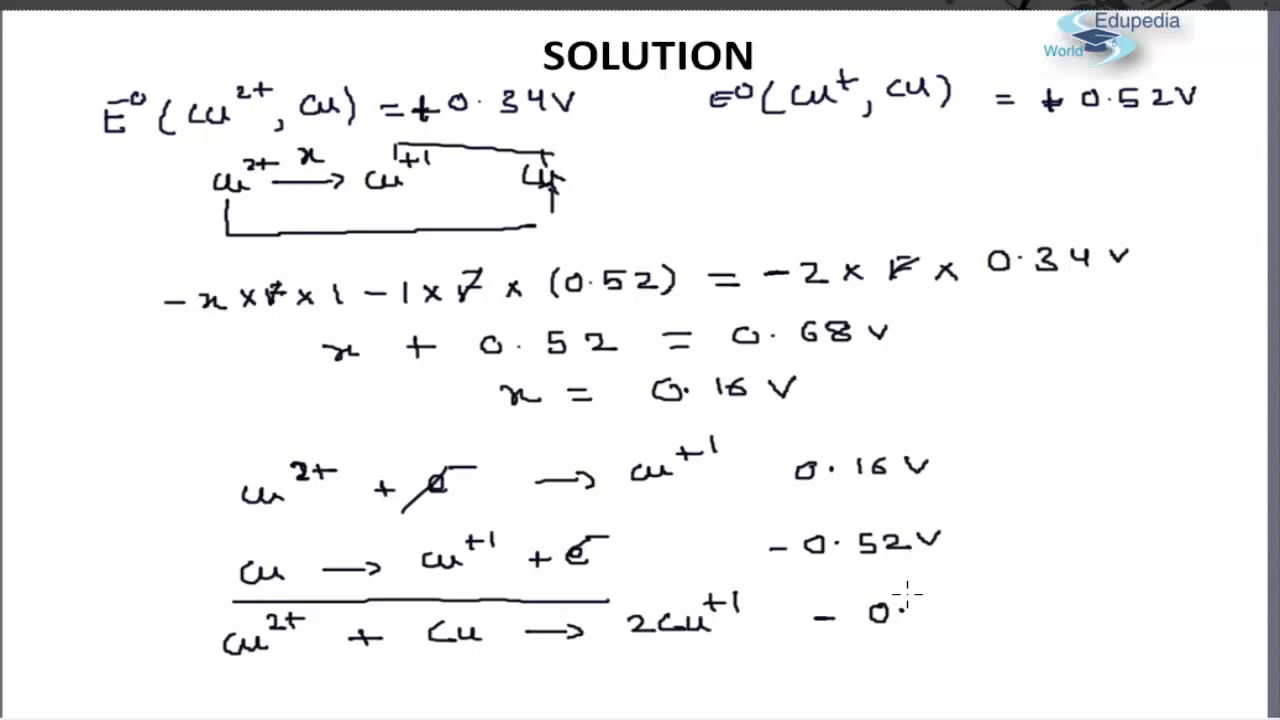 Edupedia
World
SOLUTION
E⁰(Cu²⁺, Cu) = +0.34V E⁰(Cu⁺, Cu) = +0.52V
Cu²⁺ —x→ Cu⁺¹ Cu
-x × F × 1 - 1 × F × (0.52) = -2 × F × 0.34 V
x + 0.52 = 0.68 V
x = 0.16 V
Cu²⁺ + e⁻ → Cu⁺¹ 0.16 V
Cu → Cu⁺¹ + e⁻ -0.52V
Cu²⁺ + Cu → 2Cu⁺¹ - 0.